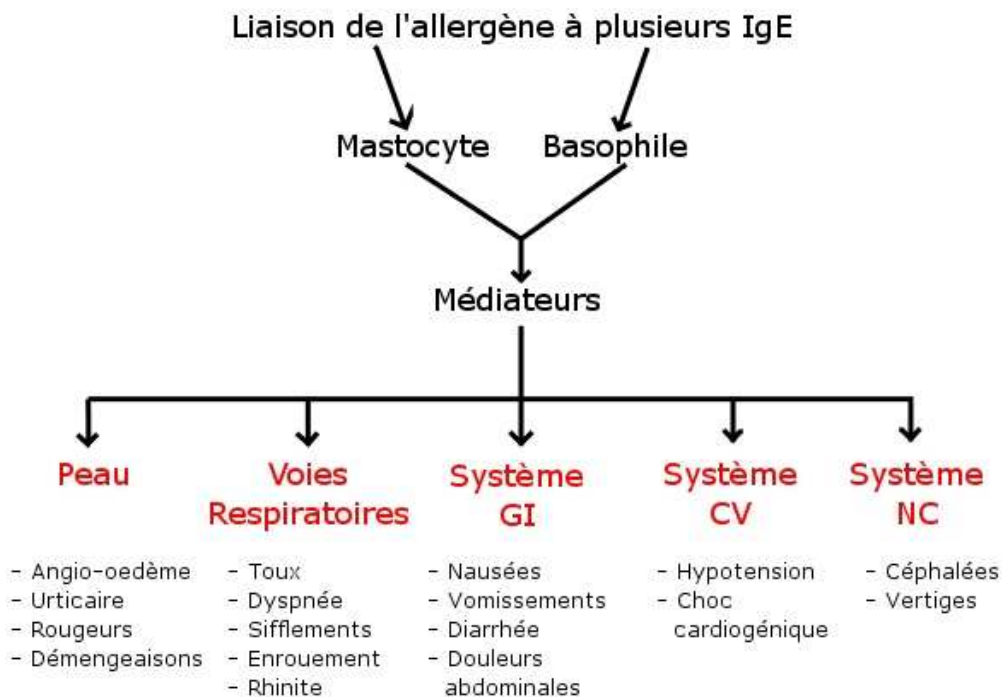 Liaison de l'allergène à plusieurs IgE
Mastocyte
Basophile
Médiateurs
Peau
- Angio-oedème
- Urticaire
- Rougeurs
- Démengeaisons
Voies
Respiratoires
- Toux
- Dyspnée
- Sifflements
- Enrouement
- Rhinite
Système
GI
- Nausées
- Vomissements
- Diarrhée
- Douleurs
abdominales
Système
CV
- Hypotension
- Choc
cardiogénique
Système
NC
- Céphalées
- Vertiges